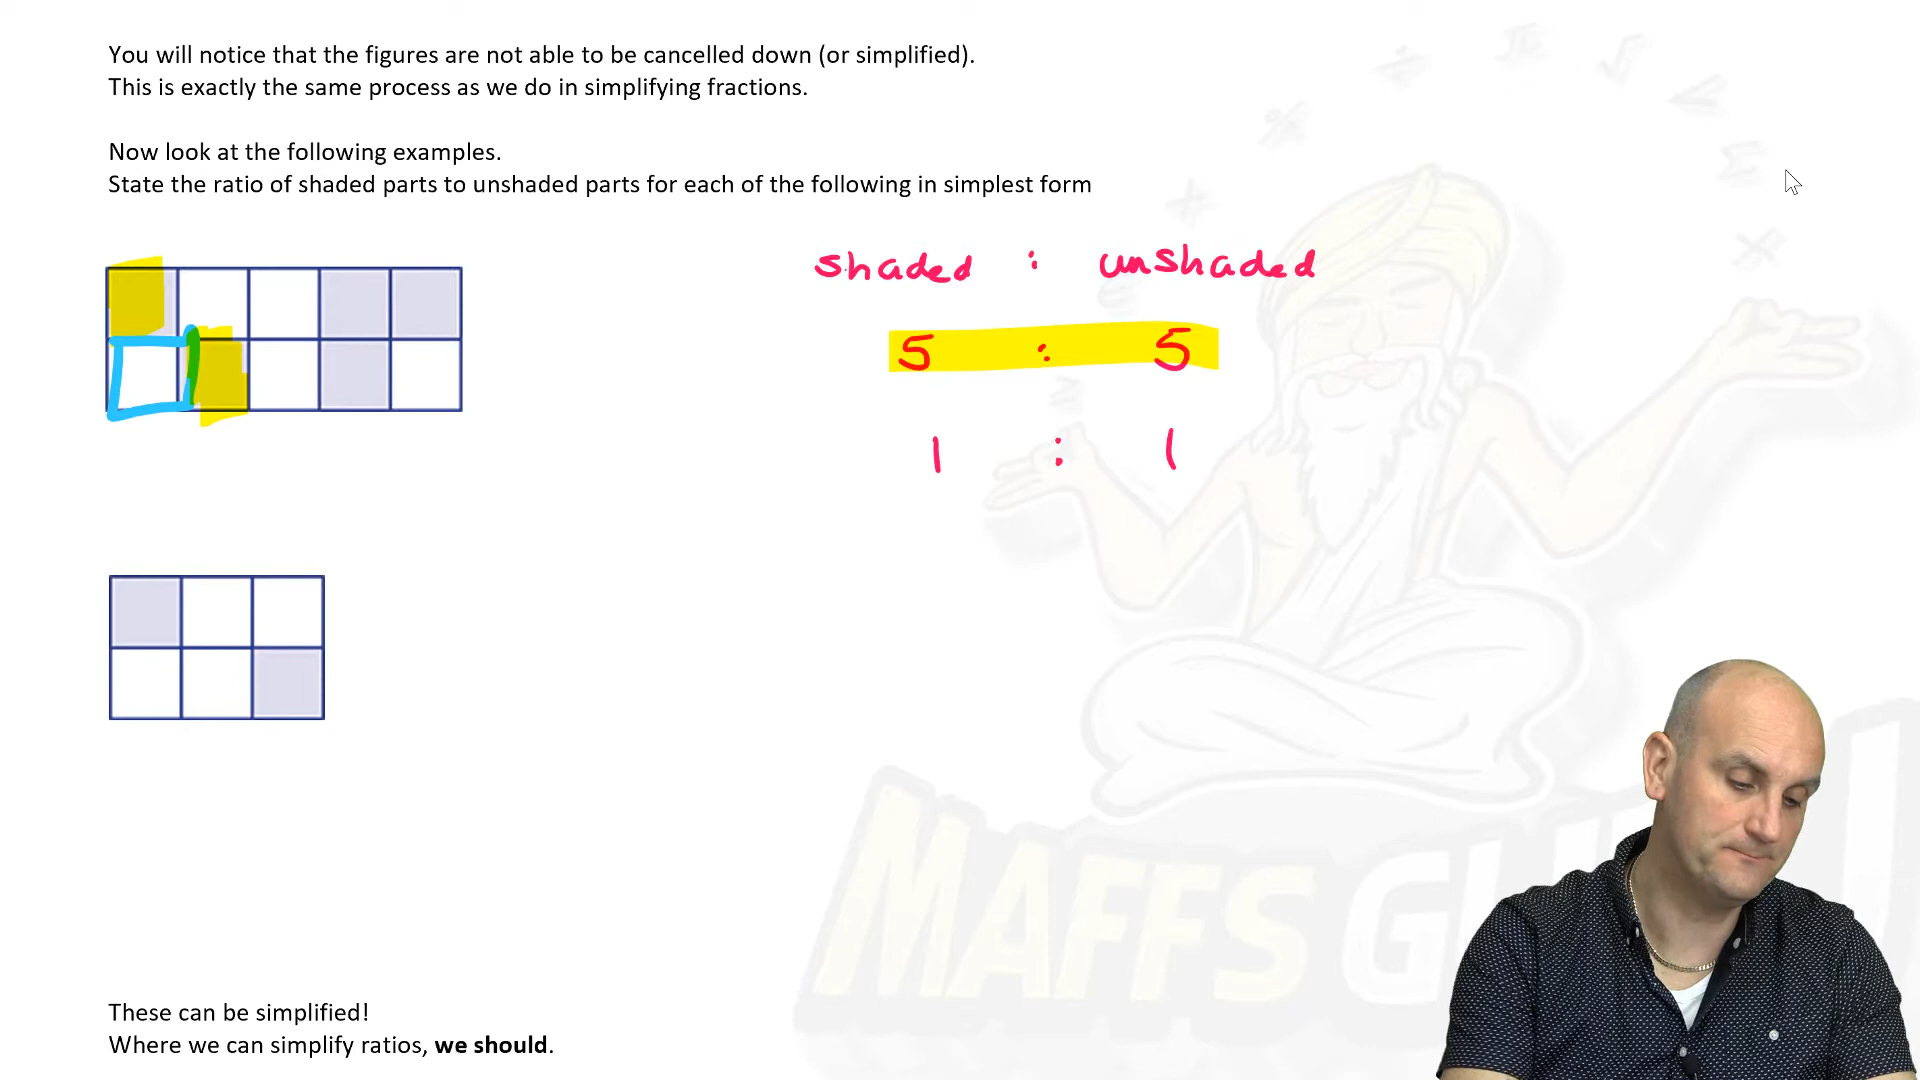 You will notice that the figures are not able to be cancelled down (or simplified).
This is exactly the same process as we do in simplifying fractions.
Now look at the following examples.
State the ratio of shaded parts to unshaded parts for each of the following in simplest form
shaded : unshaded
5 : 5
1 : 1
MAFFS G
These can be simplified!
Where we can simplify ratios, we should.